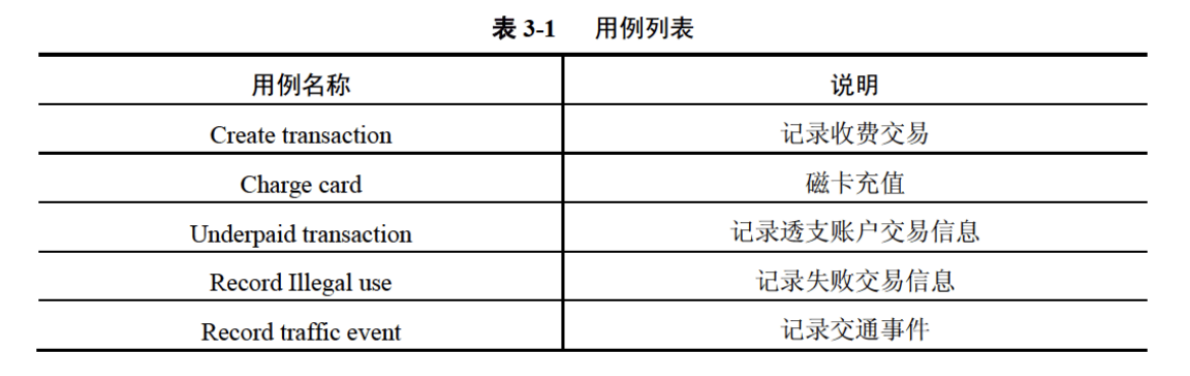 表 3-1 用例列表
用例名称 说明
Create transaction 记录收费交易
Charge card 磁卡充值
Underpaid transaction 记录透支账户交易信息
Record Illegal use 记录失败交易信息
Record traffic event 记录交通事件